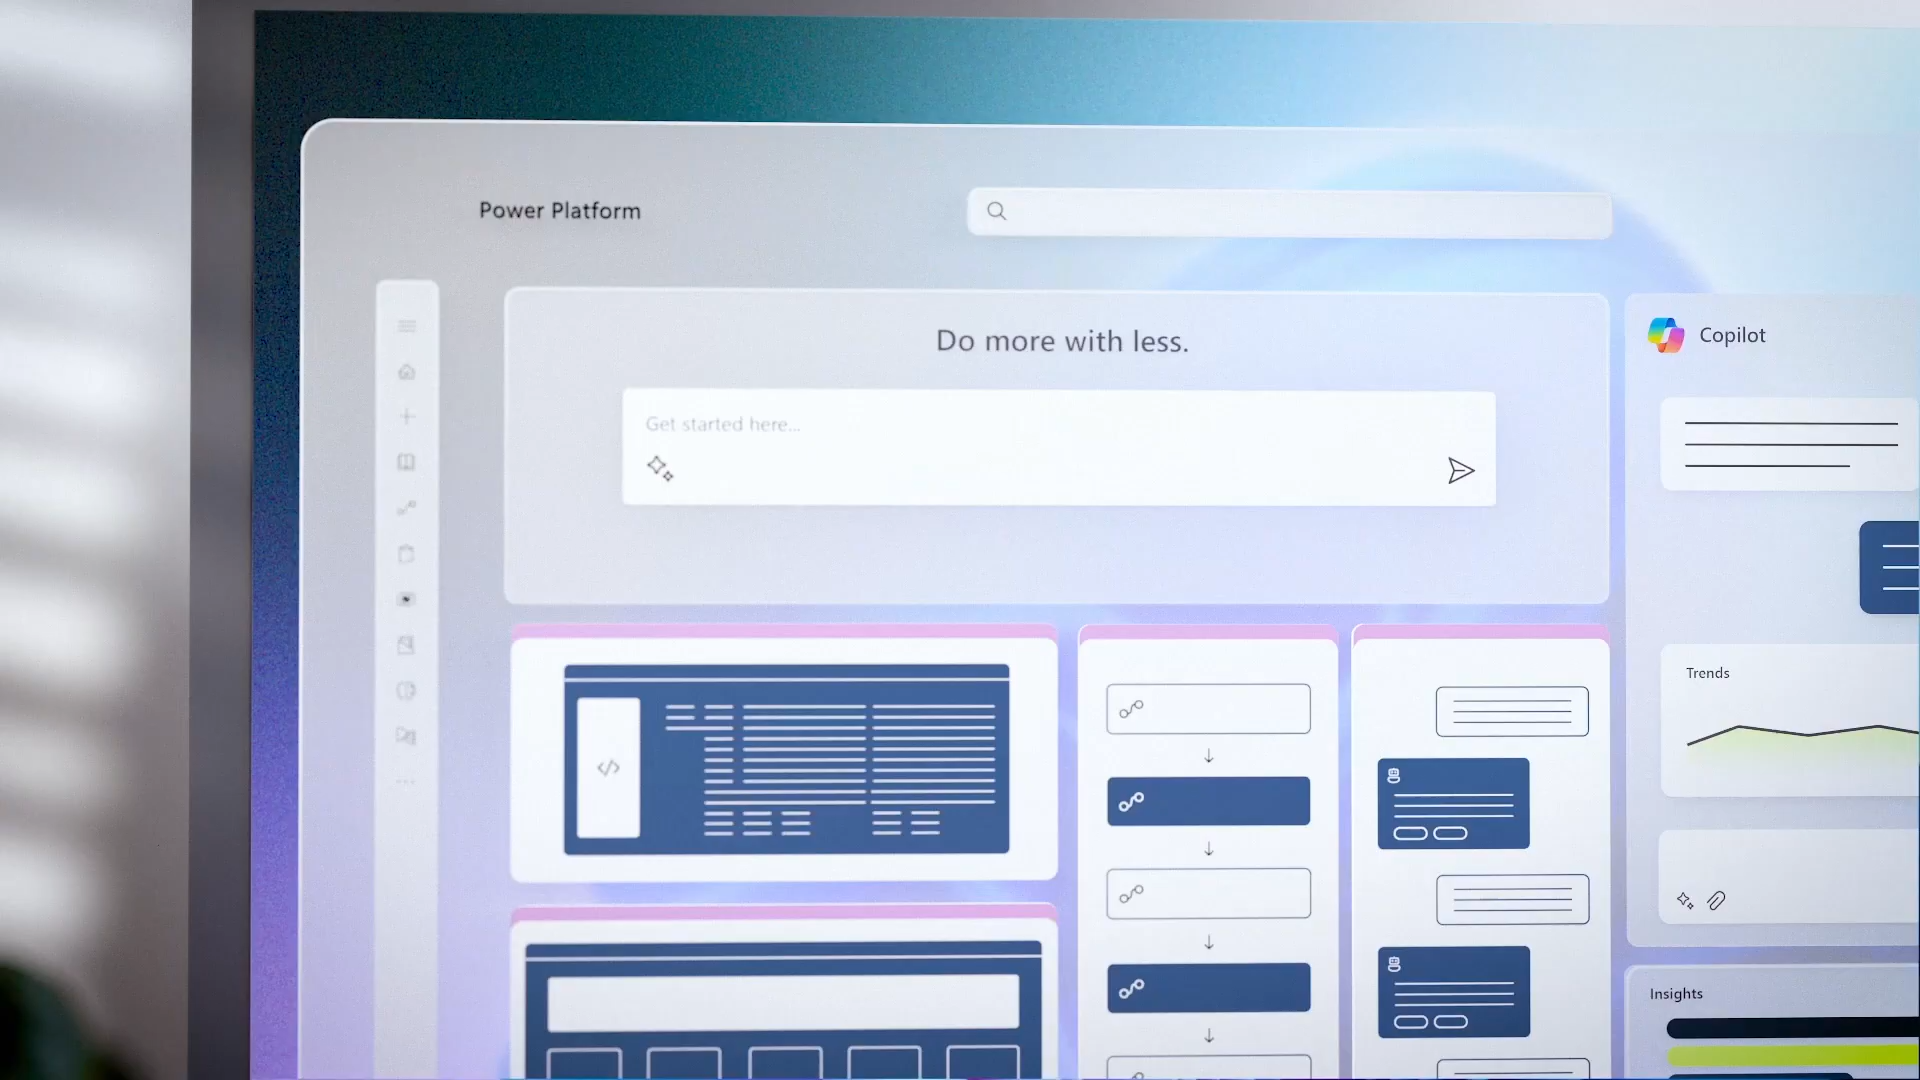 Power Platform
Do more with less.
Get started here...
Copilot
Trends
Insights